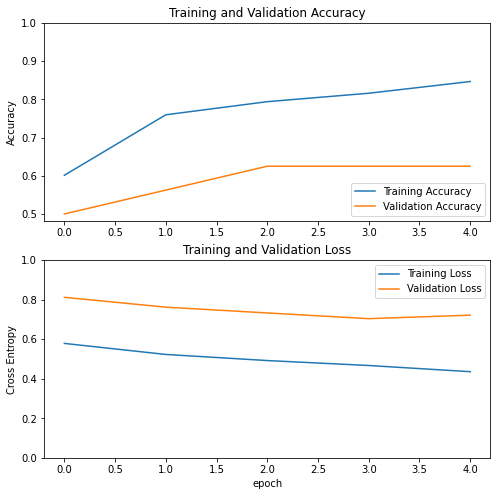 Training and Validation Accuracy
1.0
0.9
0.8
0.7
0.6
0.5
Accuracy
Training Accuracy
Validation Accuracy
0.0 0.5 1.0 1.5 2.0 2.5 3.0 3.5 4.0
Training and Validation Loss
1.0
0.8
0.6
0.4
0.2
0.0
Cross Entropy
Training Loss
Validation Loss
0.0 0.5 1.0 1.5 2.0 2.5 3.0 3.5 4.0
epoch